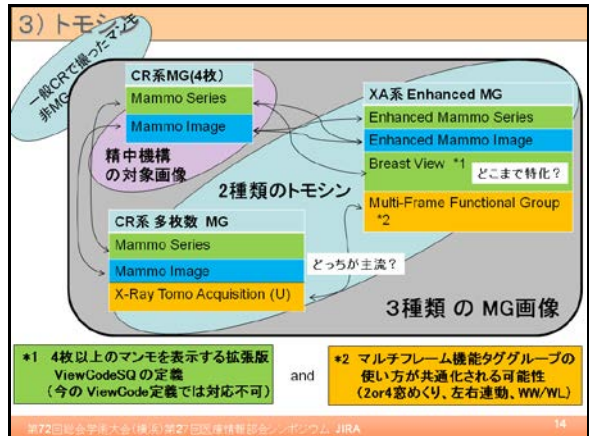 3）トモシン
一般CRで撮ったマンモ
非MG
CR系MG(4枚)
Mammo Series
Mammo Image
精中機構
の対象画像
XA系 Enhanced MG
Enhanced Mammo Series
Enhanced Mammo Image
Breast View *1
どこまで特化？
Multi-Frame Functional Group
*2
2種類のトモシン
CR系 多枚数 MG
Mammo Series
Mammo Image
X-Ray Tomo Acquisition (U)
どっちが主流？
3種類 の MG画像
*1 4枚以上のマンモを表示する拡張版
ViewCodeSQ の定義
(今の ViewCode定義では対応不可)
and
*2 マルチフレーム機能タググループの
使い方が共通化される可能性
(2or4窓めくり、左右連動、WW/WL)
第72回総会学術大会(横浜)第27回医療情報部会シンポジウム JIRA
14